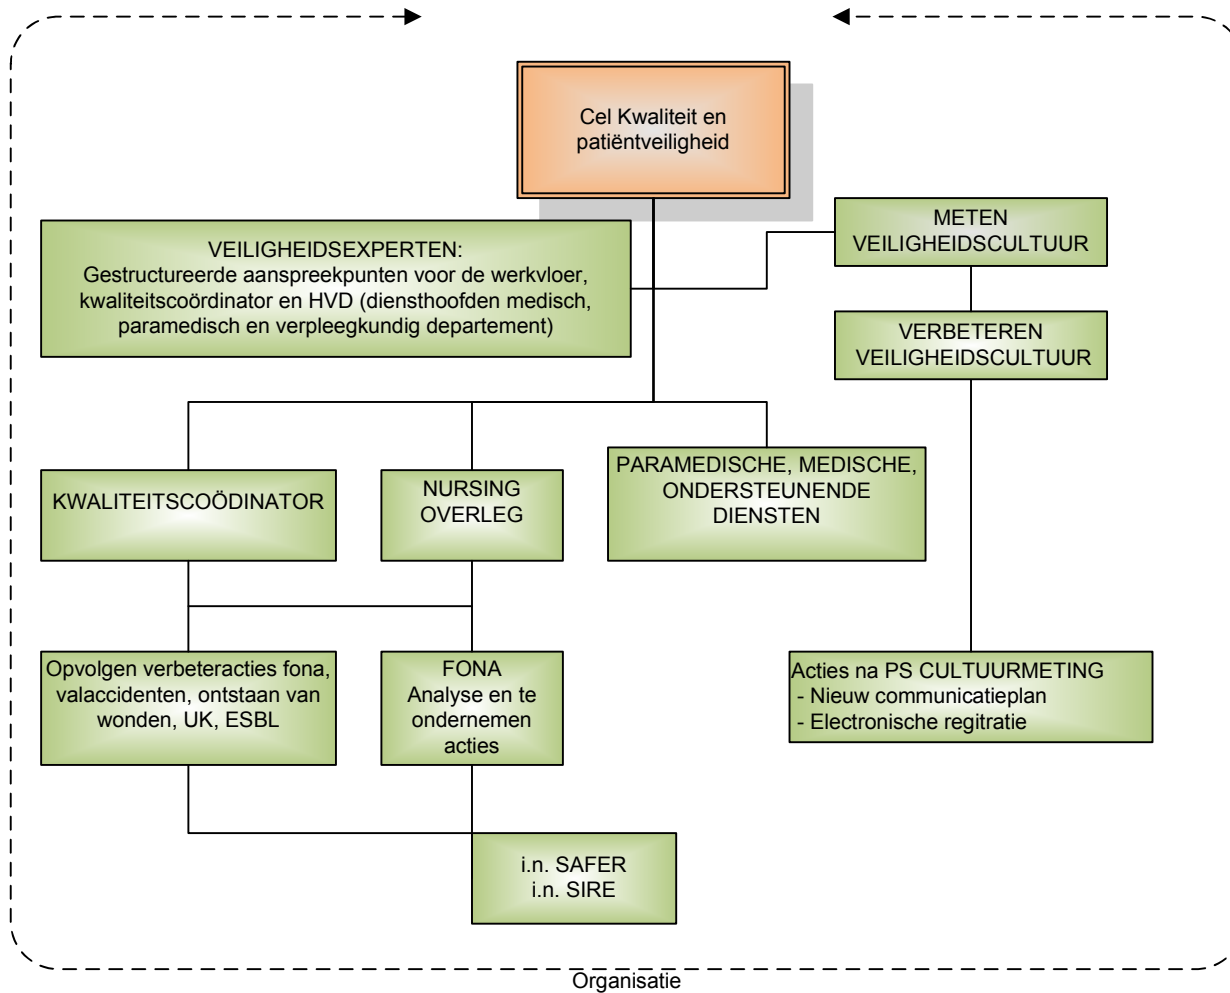 Cel Kwaliteit en
patiëntveiligheid
VEILIGHEIDSEXPERTEN:
Gestructureerde aanspreekpunten voor de werkvloer,
kwaliteitscoördinator en HVD (diensthoofden medisch,
paramedisch en verpleegkundig departement)
METEN
VEILIGHEIDSCULTUUR
VERBETEREN
VEILIGHEIDSCULTUUR
KWALITEITSCOÖDINATOR
NURSING
OVERLEG
PARAMEDISCHE, MEDISCHE,
ONDERSTEUNENDE
DIENSTEN
Opvolgen verbeteracties fona,
valaccidenten, ontstaan van
wonden, UK, ESBL
FONA
Analyse en te
ondernemen
acties
Acties na PS CULTUURMETING
- Nieuw communicatieplan
- Electronische regitratie
i.n. SAFER
i.n. SIRE
Organisatie